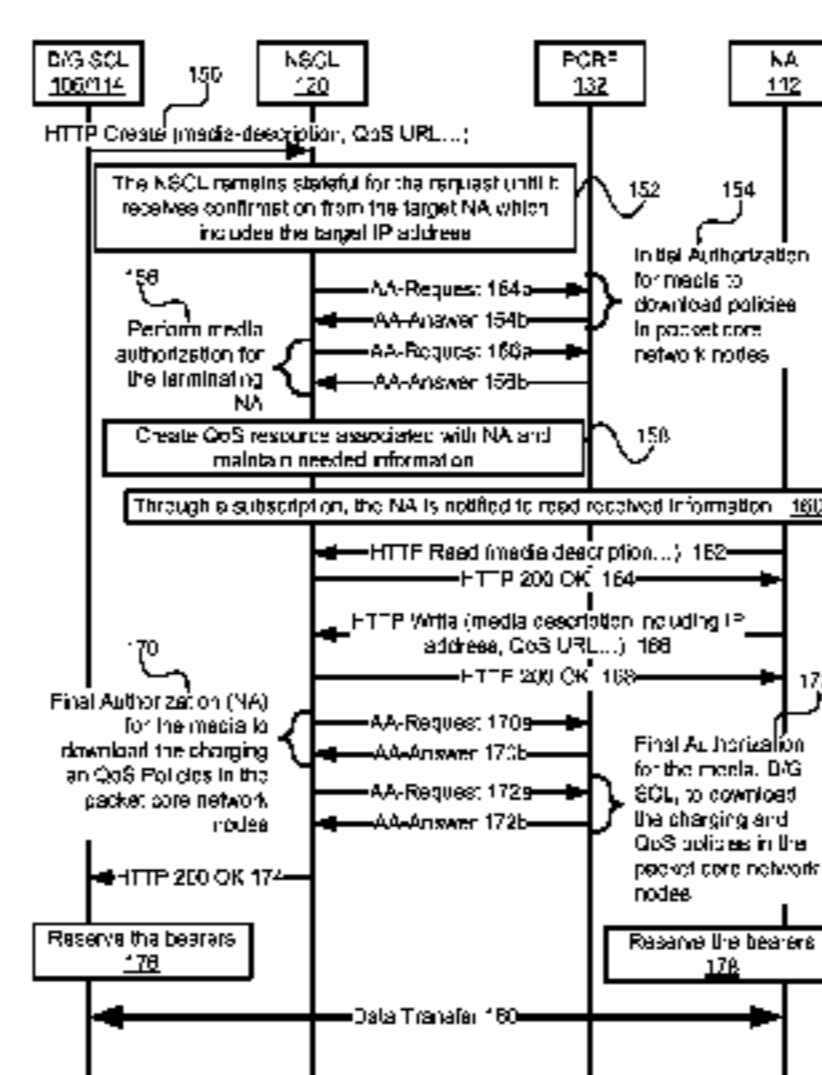 D/G SCL
106/114
NSCL
120
PCRF
132
NA
112
150
HTTP Create (media-description, QoS URL...)
The NSCL remains stateful for the request until it
receives confirmation from the target NA which
includes the target IP address
152
154
Initial Authorization
for media to
download policies
in packet core
network nodes
AA-Request 154a
AA-Answer 154b
156
Perform media
authorization for
the terminating
NA
AA-Request 156a
AA-Answer 156b
Create QoS resource associated with NA and
maintain needed information
158
Through a subscription, the NA is notified to read received information 160
HTTP Read (media description...) 162
HTTP 200 OK 164
HTTP Write (media description including IP
address, QoS URL...) 166
HTTP 200 OK 168
170
Final Authorization (NA)
for the media to
download the charging
an QoS Policies in the
packet core network
nodes
AA-Request 170a
AA-Answer 170b
AA-Request 172a
AA-Answer 172b
Final Authorization
for the media, D/G
SCL, to download
the charging and
QoS policies in the
packet core network
nodes
HTTP 200 OK 174
Reserve the bearers
176
Reserve the bearers
178
Data Transfer 180